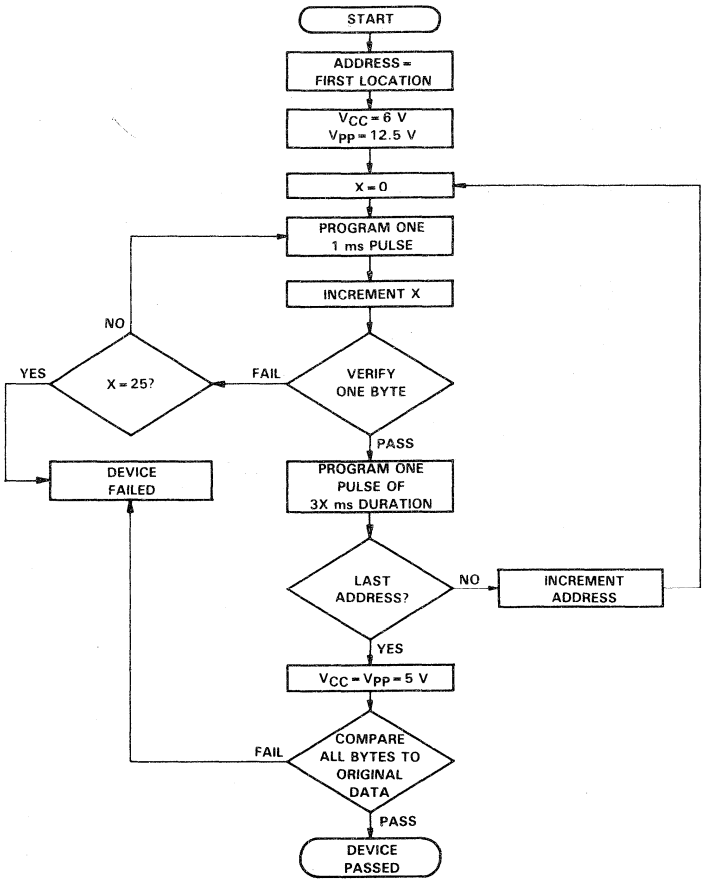 START
ADDRESS=
FIRST LOCATION
VCC=6 V
VPP=12.5 V
X=0
PROGRAM ONE
1 ms PULSE
INCREMENT X
NO
YES
X=25?
FAIL
VERIFY
ONE BYTE
PASS
DEVICE
FAILED
PROGRAM ONE
PULSE OF
3X ms DURATION
LAST
ADDRESS?
NO
INCREMENT
ADDRESS
YES
VCC=VPP=5 V
FAIL
COMPARE
ALL BYTES TO
ORIGINAL
DATA
PASS
DEVICE
PASSED